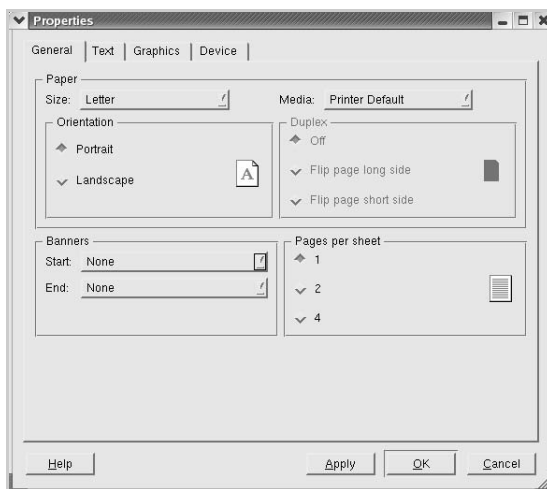 Properties
General Text Graphics Device
Paper
Size: Letter Media: Printer Default
Orientation
Portrait
Landscape
A
Duplex
Off
Flip page long side
Flip page short side
Banners
Start: None
End: None
Pages per sheet
1
2
4
Help Apply OK Cancel